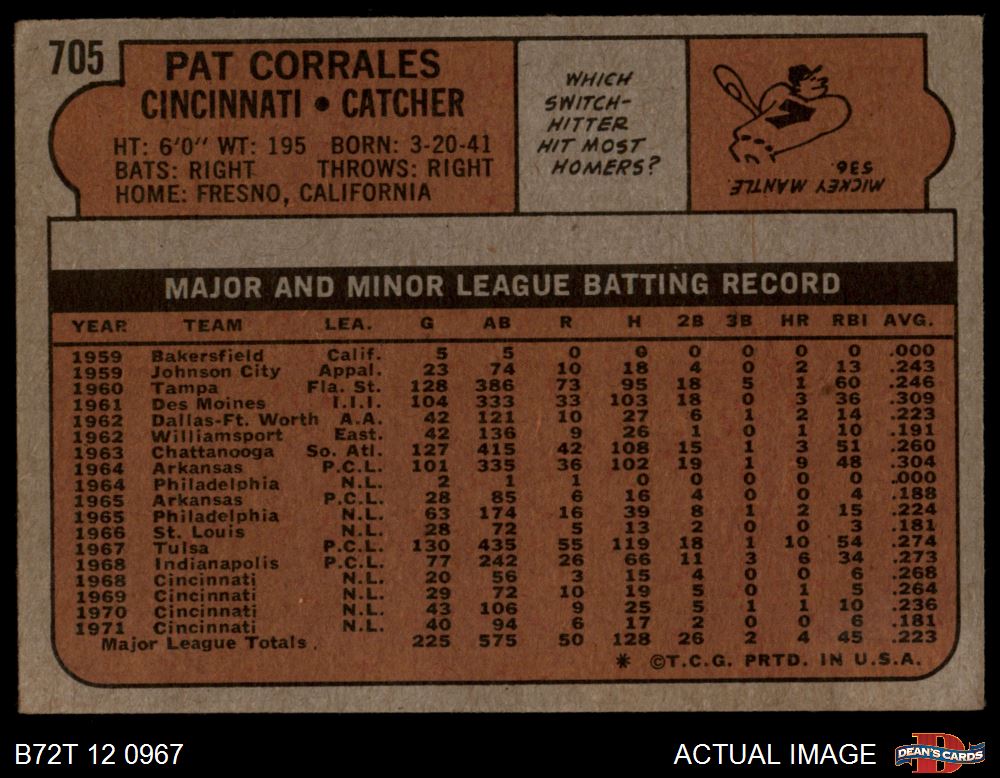 705
PAT CORRALES
CINCINNATI • CATCHER
HT: 6'0" WT: 195 BORN: 3-20-41
BATS: RIGHT THROWS: RIGHT
HOME: FRESNO, CALIFORNIA
WHICH
SWITCH-
HITTER
HIT MOST
HOMERS?
MICKEY MANTLE.
536.
MAJOR AND MINOR LEAGUE BATTING RECORD
YEAR TEAM LEA. G AB R H 2B 3B HR RBI AVG.
1959 Bakersfield Calif. 5 5 0 0 0 0 0 0 .000
1959 Johnson City Appal. 23 74 10 18 4 0 2 13 .243
1960 Tampa Fla. St. 128 386 73 95 18 5 1 60 .246
1961 Des Moines I.I.I. 104 333 33 103 18 0 3 36 .309
1962 Dallas-Ft. Worth A.A. 42 121 10 27 6 1 2 14 .223
1962 Williamsport East. 42 136 9 26 1 0 1 10 .191
1963 Chattanooga So. Atl. 127 415 42 108 15 1 3 51 .260
1964 Arkansas P.C.L. 101 335 36 102 19 1 9 48 .304
1964 Philadelphia N.L. 2 1 1 0 0 0 0 0 .000
1965 Arkansas P.C.L. 28 85 6 16 4 0 0 4 .188
1965 Philadelphia N.L. 63 174 16 39 8 1 2 15 .224
1966 St. Louis N.L. 28 72 5 13 2 0 0 3 .181
1967 Tulsa P.C.L. 130 435 55 119 18 1 10 54 .274
1968 Indianapolis P.C.L. 77 242 26 66 11 3 6 34 .273
1968 Cincinnati N.L. 20 56 3 15 4 0 0 6 .268
1969 Cincinnati N.L. 29 72 10 19 5 0 1 5 .264
1970 Cincinnati N.L. 43 106 9 25 5 1 1 10 .236
1971 Cincinnati N.L. 40 94 6 17 2 0 0 6 .181
Major League Totals. 225 575 50 128 26 2 4 45 .223
* ©T.C.G. PRTD. IN U.S.A.
B72T 12 0967
ACTUAL IMAGE
D
DEAN'S CARDS